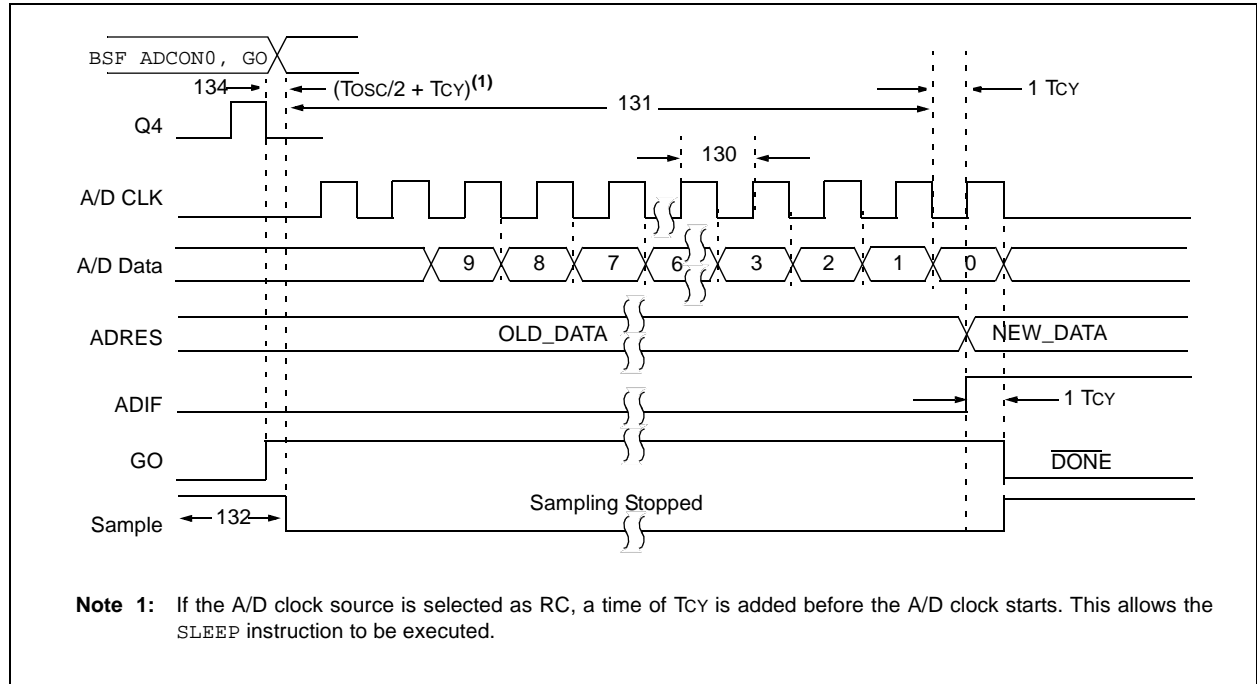 BSF ADCON0, GO
134
(TOSC/2 + TCY)(1)
131
1 TCY
Q4
130
A/D CLK
A/D Data
9 8 7 6 3 2 1 0
ADRES
OLD_DATA
NEW_DATA
ADIF
1 TCY
GO
DONE
Sampling Stopped
Sample
132
Note 1: If the A/D clock source is selected as RC, a time of TCY is added before the A/D clock starts. This allows the
SLEEP instruction to be executed.